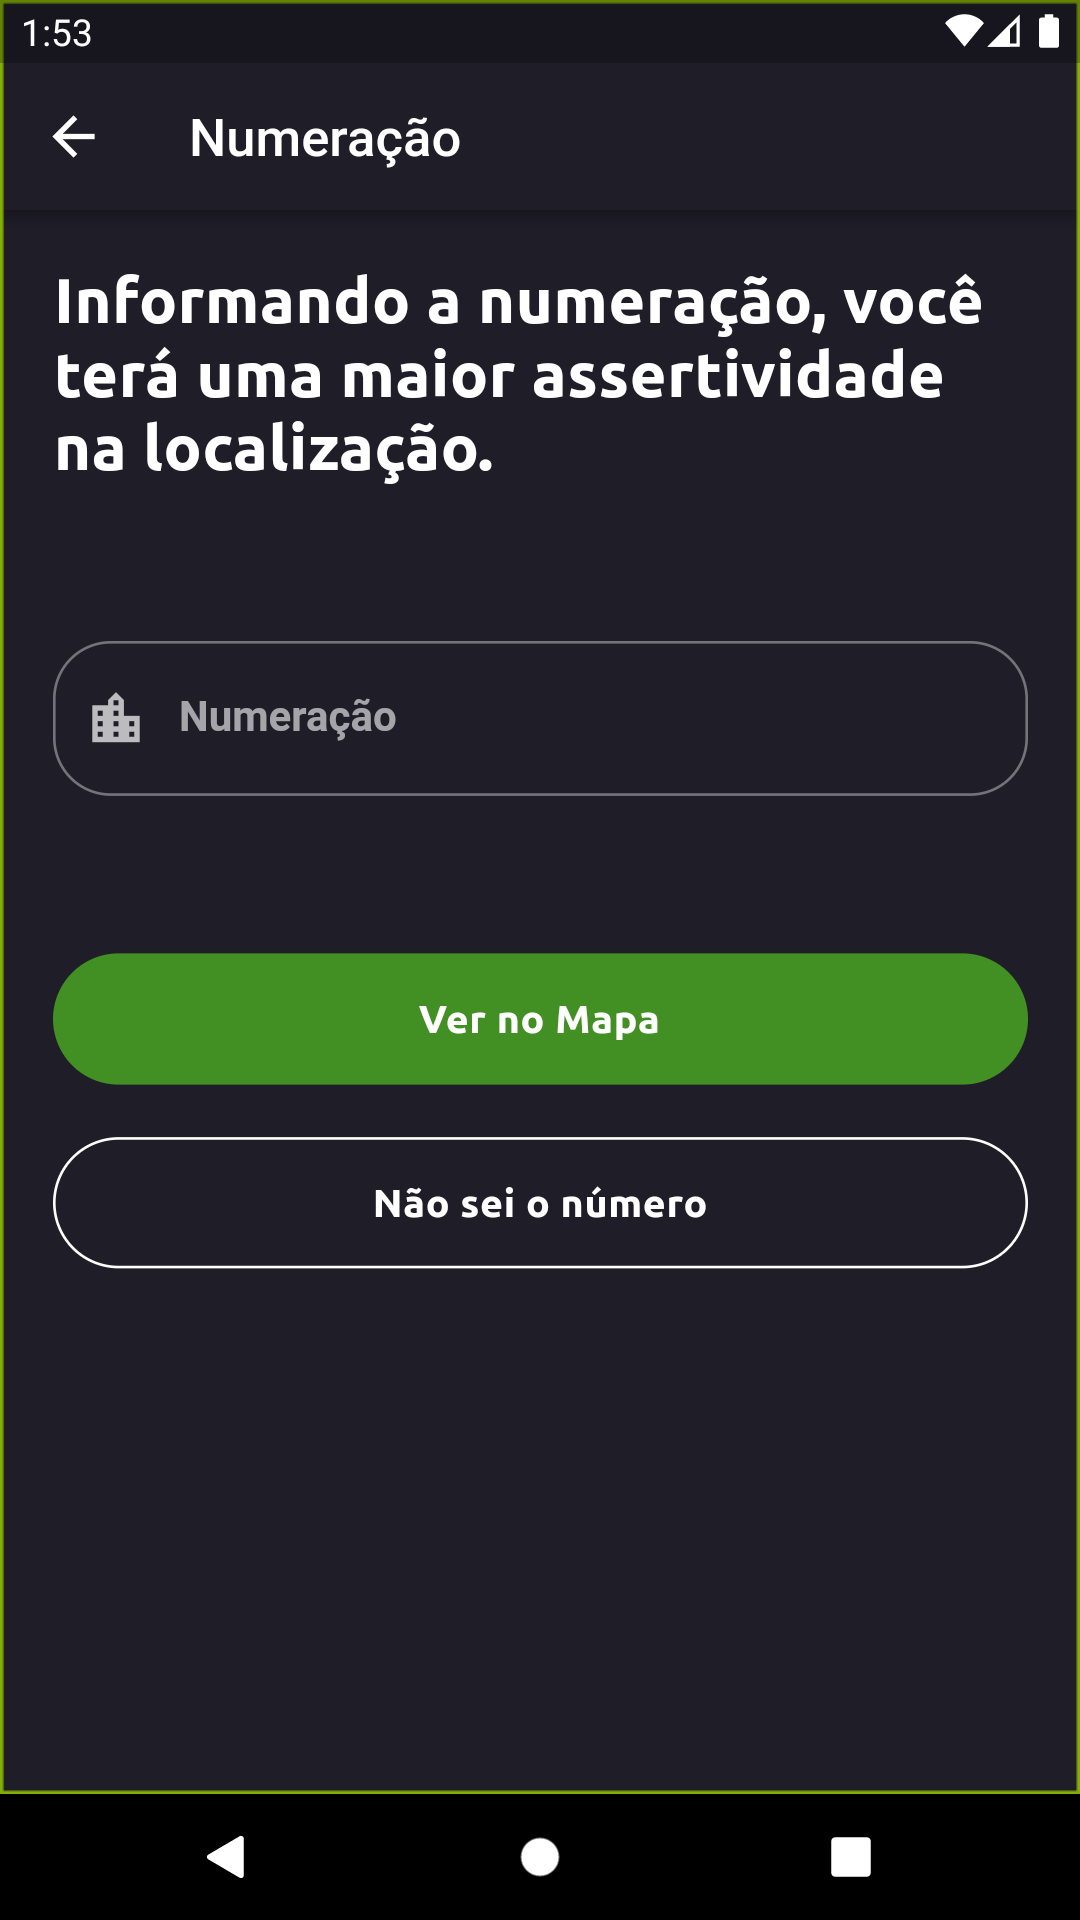 1:53
Numeração
Informando a numeração, você
terá uma maior assertividade
na localização.
Numeração
Ver no Mapa
Não sei o número